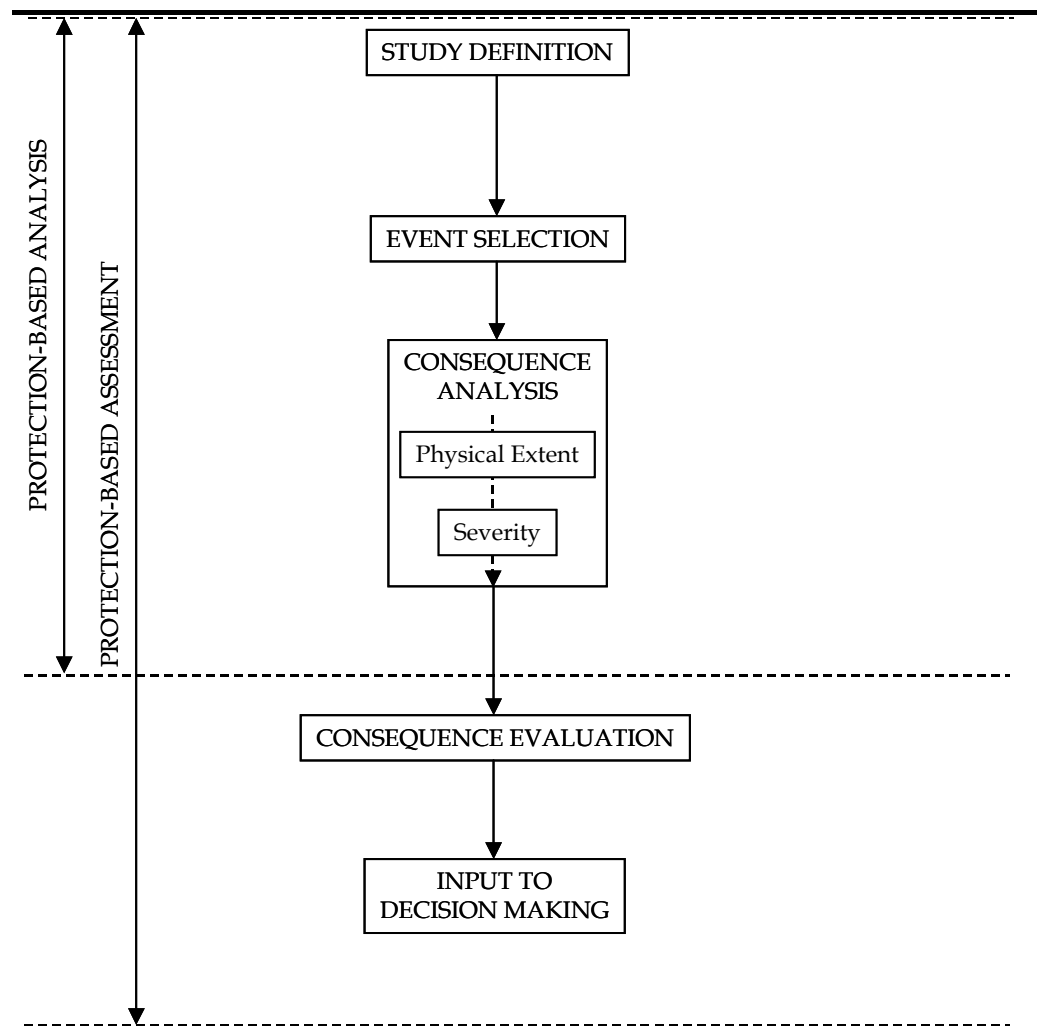 STUDY DEFINITION
EVENT SELECTION
CONSEQUENCE
ANALYSIS
Physical Extent
Severity
CONSEQUENCE EVALUATION
INPUT TO
DECISION MAKING
PROTECTION-BASED ANALYSIS
PROTECTION-BASED ASSESSMENT